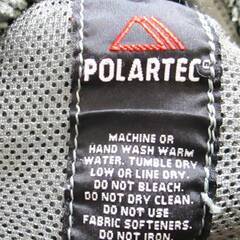 POLARTEC®
MACHINE OR
HAND WASH WARM
WATER. TUMBLE DRY
LOW OR LINE DRY.
DO NOT BLEACH.
DO NOT DRY CLEAN.
DO NOT USE
FABRIC SOFTENERS.
DO NOT IRON.